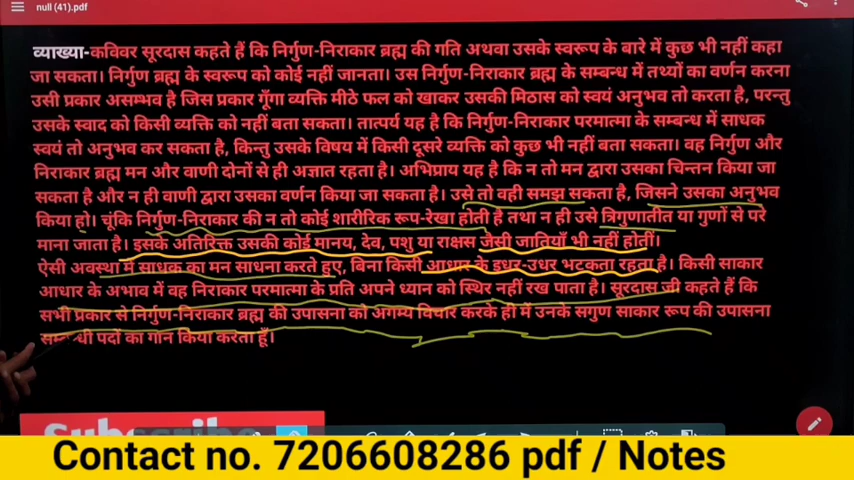 null (41).pdf
व्याख्या-कविवर सूरदास कहते हैं कि निर्गुण-निराकार ब्रह्म की गति अथवा उसके स्वरूप के बारे में कुछ भी नहीं कहा
जा सकता। निर्गुण ब्रह्म के स्वरूप को कोई नहीं जानता। उस निर्गुण-निराकार ब्रह्म के सम्बन्ध में तथ्यों का वर्णन करना
उसी प्रकार असम्भव है जिस प्रकार गूँगा व्यक्ति मीठे फल को खाकर उसकी मिठास को स्वयं अनुभव तो करता है, परन्तु
उसके स्वाद को किसी व्यक्ति को नहीं बता सकता। तात्पर्य यह है कि निर्गुण-निराकार परमात्मा के सम्बन्ध में साधक
स्वयं तो अनुभव कर सकता है, किन्तु उसके विषय में किसी दूसरे व्यक्ति को कुछ भी नहीं बता सकता। वह निर्गुण और
निराकार ब्रह्म मन और वाणी दोनों से ही अज्ञात रहता है। अभिप्राय यह है कि न तो मन द्वारा उसका चिन्तन किया जा
सकता है और न ही वाणी द्वारा उसका वर्णन किया जा सकता है। उसे तो वही समझ सकता है, जिसने उसका अनुभव
किया हो। चूंकि निर्गुण-निराकार की न तो कोई शारीरिक रूप-रेखा होती है तथा न ही उसे त्रिगुणातीत या गुणों से परे
माना जाता है। इसके अतिरिक्त उसकी कोई मानय, देव, पशु या राक्षस जैसी जातियाँ भी नहीं होतीं।
ऐसी अवस्था में साधक का मन साधना करते हुए, बिना किसी आधार के इधर-उधर भटकता रहता है। किसी साकार
आधार के अभाव में वह निराकार परमात्मा के प्रति अपने ध्यान को स्थिर नहीं रख पाता है। सूरदास जी कहते हैं कि
सभी प्रकार से निर्गुण-निराकार ब्रह्म की उपासना को अगम्य विचार करके ही में उनके सगुण साकार रूप की उपासना
सम्बन्धी पदों का गान किया करता हूँ।
Subscribe
Contact no. 7206608286 pdf / Notes